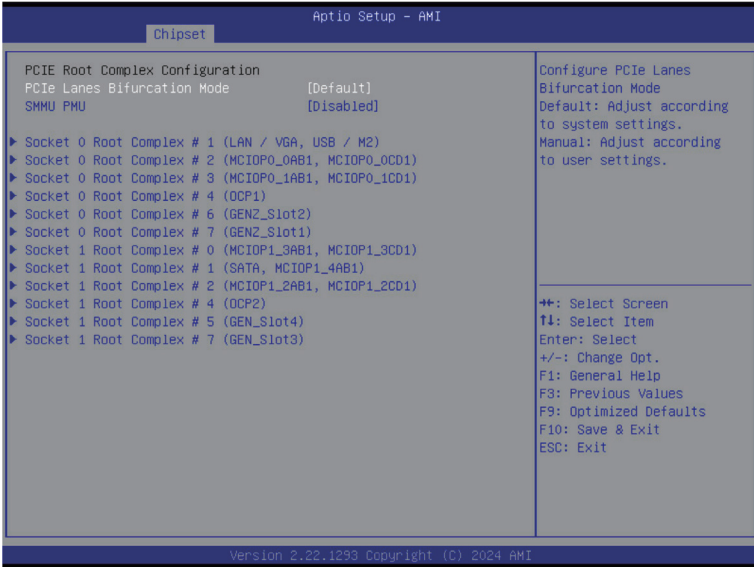 Aptio Setup – AMI
Chipset
PCIE Root Complex Configuration
PCIe Lanes Bifurcation Mode [Default]
SMMU PMU [Disabled]
Socket 0 Root Complex # 1 (LAN / VGA, USB / M2)
Socket 0 Root Complex # 2 (MCIOP0_0AB1, MCIOP0_0CD1)
Socket 0 Root Complex # 3 (MCIOP0_1AB1, MCIOP0_1CD1)
Socket 0 Root Complex # 4 (OCP1)
Socket 0 Root Complex # 6 (GENZ_Slot2)
Socket 0 Root Complex # 7 (GENZ_Slot1)
Socket 1 Root Complex # 0 (MCIOP1_3AB1, MCIOP1_3CD1)
Socket 1 Root Complex # 1 (SATA, MCIOP1_4AB1)
Socket 1 Root Complex # 2 (MCIOP1_2AB1, MCIOP1_2CD1)
Socket 1 Root Complex # 4 (OCP2)
Socket 1 Root Complex # 5 (GEN_Slot4)
Socket 1 Root Complex # 7 (GEN_Slot3)
Configure PCIe Lanes
Bifurcation Mode
Default: Adjust according
to system settings.
Manual: Adjust according
to user settings.
→←: Select Screen
↑↓: Select Item
Enter: Select
+/-: Change Opt.
F1: General Help
F3: Previous Values
F9: Optimized Defaults
F10: Save & Exit
ESC: Exit
Version 2.22.1293 Copyright (C) 2024 AMI